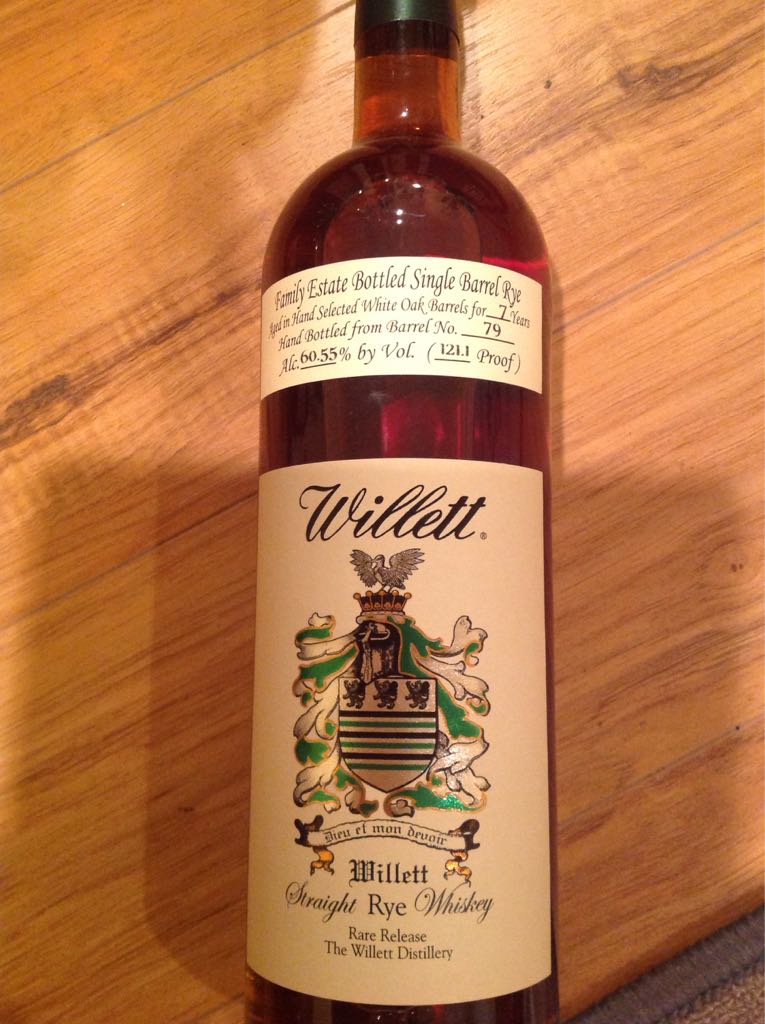 Family Estate Bottled Single Barrel Rye
Aged in Hand Selected White Oak Barrels for 7 Years
Hand Bottled from Barrel No. 79
Alc. 60.55% by Vol. (121.1 Proof)
Willett®
Dieu et mon devoir
Willett
Straight Rye Whiskey
Rare Release
The Willett Distillery